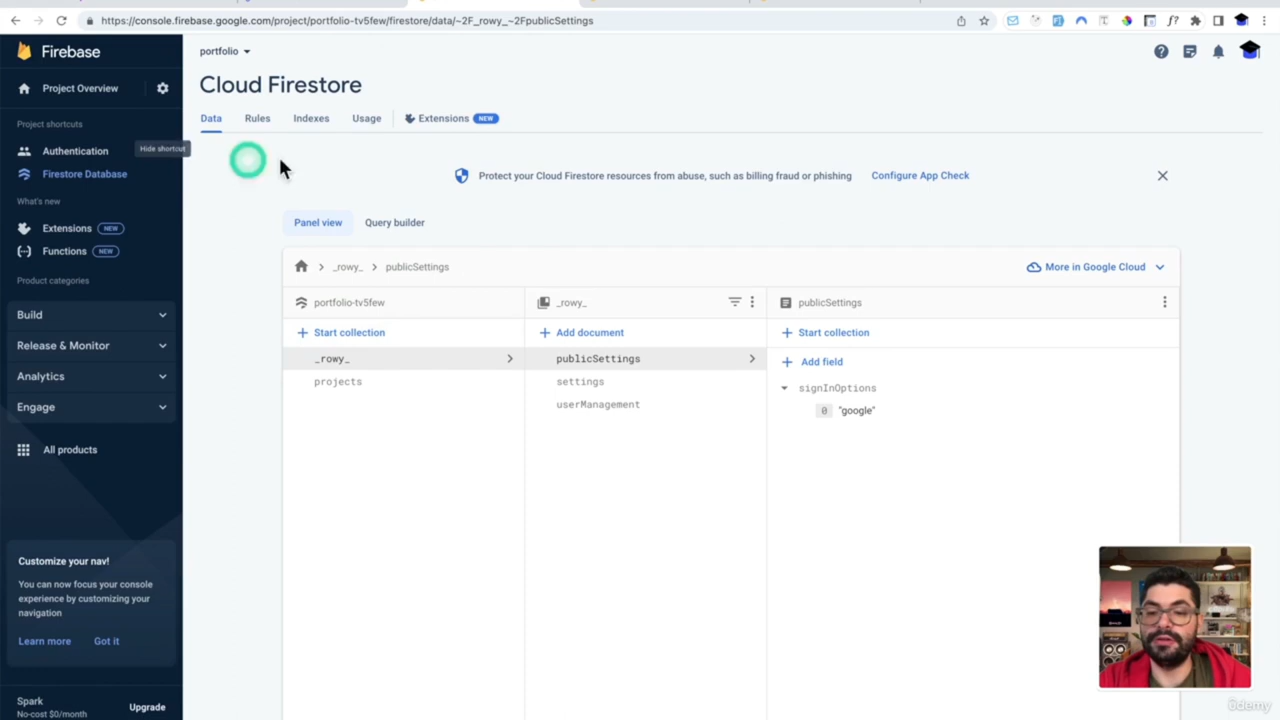 https://console.firebase.google.com/project/portfolio-tv5few/firestore/data/~2F_rowy_~2FpublicSettings
Firebase
portfolio
Project Overview
Cloud Firestore
Project shortcuts
Data
Rules
Indexes
Usage
Extensions
NEW
Authentication
Hide shortcut
Firestore Database
Protect your Cloud Firestore resources from abuse, such as billing fraud or phishing
Configure App Check
What's new
Extensions
NEW
Functions
NEW
Product categories
Panel view
Query builder
_rowy_
publicSettings
More in Google Cloud
portfolio-tv5few
_rowy_
publicSettings
Start collection
Add document
Start collection
_rowy_
publicSettings
Add field
projects
settings
signInOptions
userManagement
0
"google"
Build
Release & Monitor
Analytics
Engage
All products
Customize your nav!
You can now focus your console
experience by customizing your
navigation
Learn more
Got it
Spark
No-cost $0/month
Upgrade
ûdemy